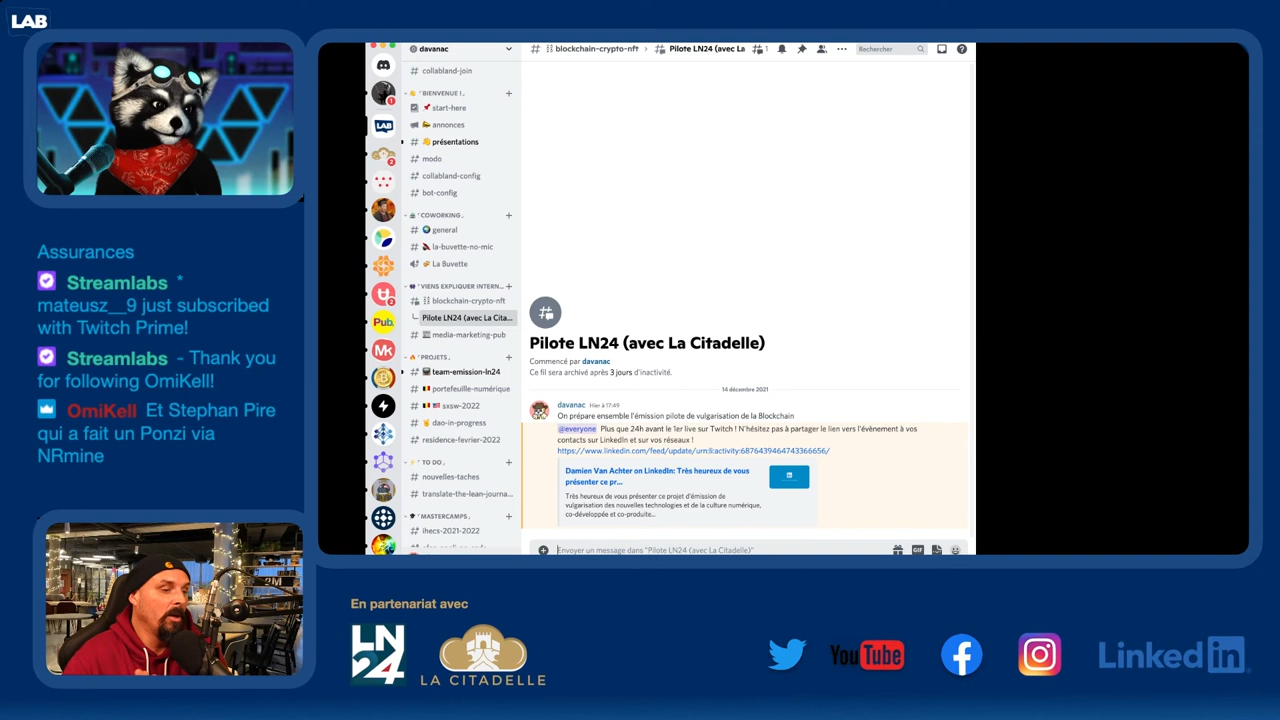 LAB
Assurances
Streamlabs *
mateusz__9 just subscribed
with Twitch Prime!
Streamlabs - Thank you
for following OmiKell!
OmiKell Et Stephan Pire
qui a fait un Ponzi via
NRmine
davanac
collabland-join
BIENVENUE !
start-here
annonces
présentations
modo
collabland-config
bot-config
COWORKING
general
la-buvette-no-mic
La Buvette
VIENS EXPLIQUER INTERN...
blockchain-crypto-nft
Pilote LN24 (avec La Cita...
media-marketing-pub
PROJETS
team-emission-ln24
portefeuille-numérique
sxsw-2022
dao-in-progress
residence-fevrier-2022
TO DO
nouvelles-taches
translate-the-lean-journa...
MASTERCAMPS
ihecs-2021-2022
LAB
Pub.
Mk
blockchain-crypto-nft > Pilote LN24 (avec La
1
Rechercher
Pilote LN24 (avec La Citadelle)
Commencé par davanac
Ce fil sera archivé après 3 jours d'inactivité.
14 décembre 2021
davanac Hier à 17:49
On prépare ensemble l'émission pilote de vulgarisation de la Blockchain
@everyone Plus que 24h avant le 1er live sur Twitch ! N'hésitez pas à partager le lien vers l'évènement à vos
contacts sur LinkedIn et sur vos réseaux !
https://www.linkedin.com/feed/update/urn:li:activity:6876439464743366656/
Damien Van Achter on LinkedIn: Très heureux de vous
présenter ce pr...
Très heureux de vous présenter ce projet d'émission de
vulgarisation des nouvelles technologies et de la culture numérique,
co-développée et co-produite...
Envoyer un message dans "Pilote LN24 (avec La Citadelle)"
GIF
En partenariat avec
LN
24
LA CITADELLE
YouTube
LinkedIn